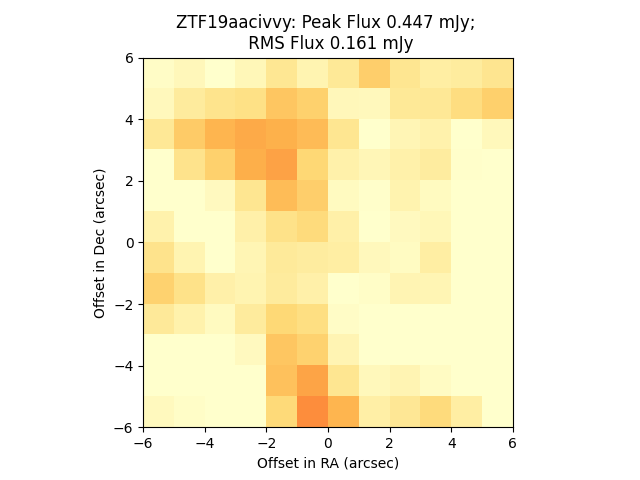 ZTF19aacivvy: Peak Flux 0.447 mJy;
RMS Flux 0.161 mJy
6
4
2
0
−2
−4
−6
Offset in Dec (arcsec)
−6 −4 −2 0 2 4 6
Offset in RA (arcsec)